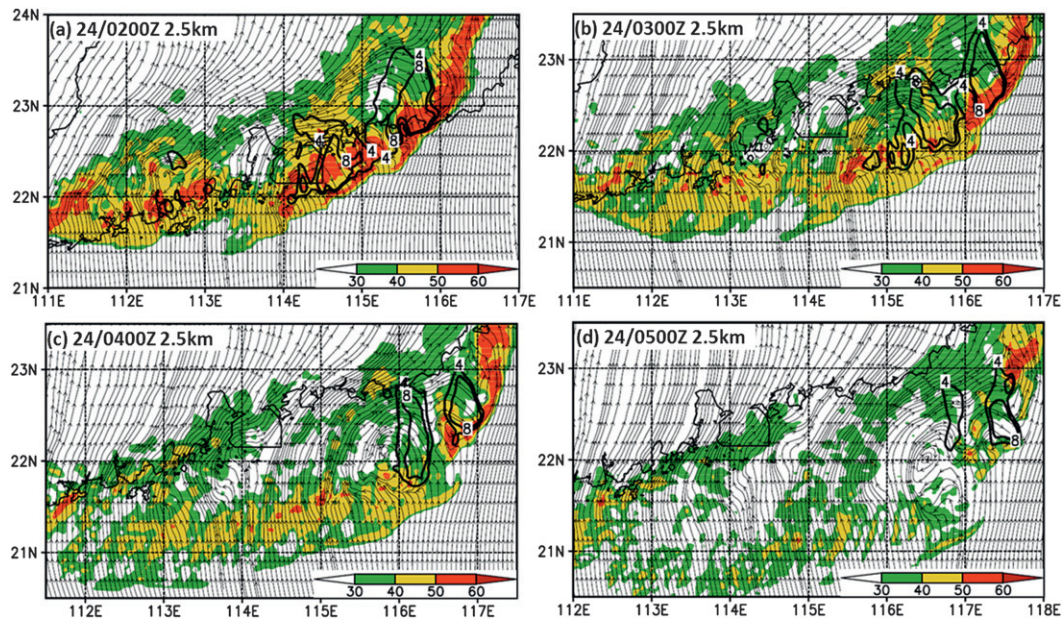 (a) 24/0200Z 2.5km
24N
23N
22N
21N
4
8
4
8
8
4
4
30 40 50 60
111E 112E 113E 114E 115E 116E 117E
(b) 24/0300Z 2.5km
23N
22N
21N
4
4
8
4
8
4
30 40 50 60
111E 112E 113E 114E 115E 116E 117E
(c) 24/0400Z 2.5km
23N
22N
21N
4
4
8
8
30 40 50 60
112E 113E 114E 115E 116E 117E
(d) 24/0500Z 2.5km
23N
22N
21N
4
4
8
30 40 50 60
112E 113E 114E 115E 116E 117E 118E